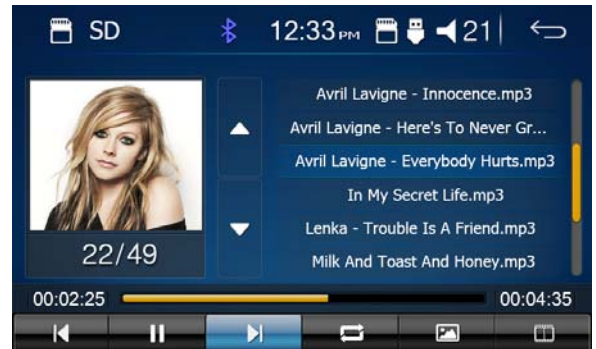 SD 12:33 PM 21
Avril Lavigne - Innocence.mp3
Avril Lavigne - Here's To Never Gr...
Avril Lavigne - Everybody Hurts.mp3
In My Secret Life.mp3
Lenka - Trouble Is A Friend.mp3
Milk And Toast And Honey.mp3
22/49
00:02:25 00:04:35